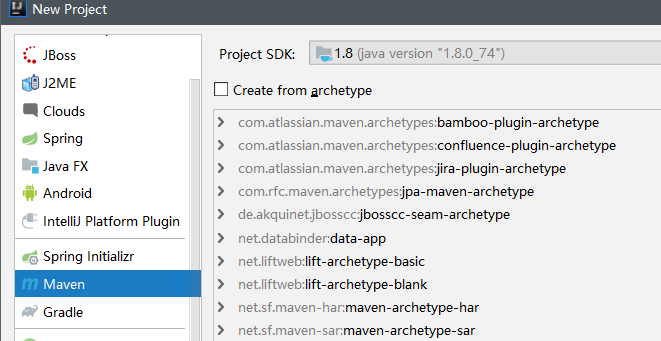 New Project
JBoss
J2ME
Clouds
Spring
Java FX
Android
IntelliJ Platform Plugin
Spring Initializr
Maven
Gradle
Project SDK: 1.8 (java version "1.8.0_74")
Create from archetype
com.atlassian.maven.archetypes:bamboo-plugin-archetype
com.atlassian.maven.archetypes:confluence-plugin-archetype
com.atlassian.maven.archetypes:jira-plugin-archetype
com.rfc.maven.archetypes:jpa-maven-archetype
de.akquinet.jbosscc:jbosscc-seam-archetype
net.databinder:data-app
net.liftweb:lift-archetype-basic
net.liftweb:lift-archetype-blank
net.sf.maven-har:maven-archetype-har
net.sf.maven-sar:maven-archetype-sar